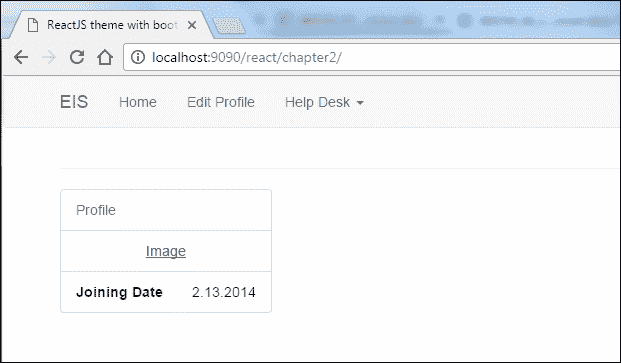 ReactJS theme with boot
localhost:9090/react/chapter2/
EIS Home Edit Profile Help Desk
Profile
Image
Joining Date 2.13.2014